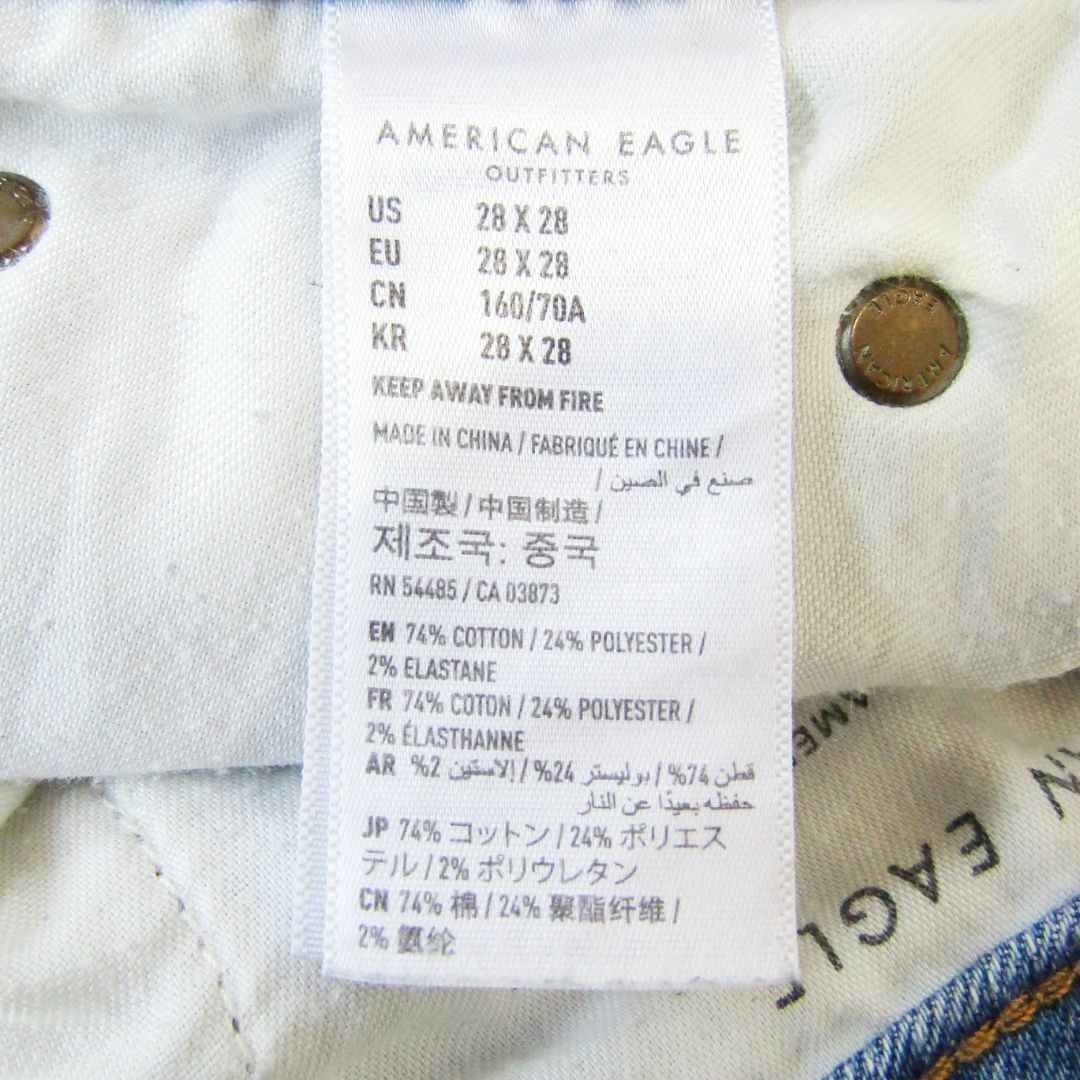 AMERICAN EAGLE
OUTFITTERS
US 28 X 28
EU 28 X 28
CN 160/70A
KR 28 X 28
KEEP AWAY FROM FIRE
MADE IN CHINA / FABRIQUÉ EN CHINE /
صنع في الصين /
中国製 / 中国制造 /
제조국: 중국
RN 54485 / CA 03873
EN 74% COTTON / 24% POLYESTER /
2% ELASTANE
FR 74% COTON / 24% POLYESTER /
2% ÉLASTHANNE
AR قطن 74% / بوليستر 24% / إلاستين 2%
حفظه بعيدًا عن النار
JP 74% コットン / 24% ポリエス
テル / 2% ポリウレタン
CN 74% 棉 / 24% 聚酯纤维 /
2% 氨纶
AMERICAN
EAGLE
EAGLE